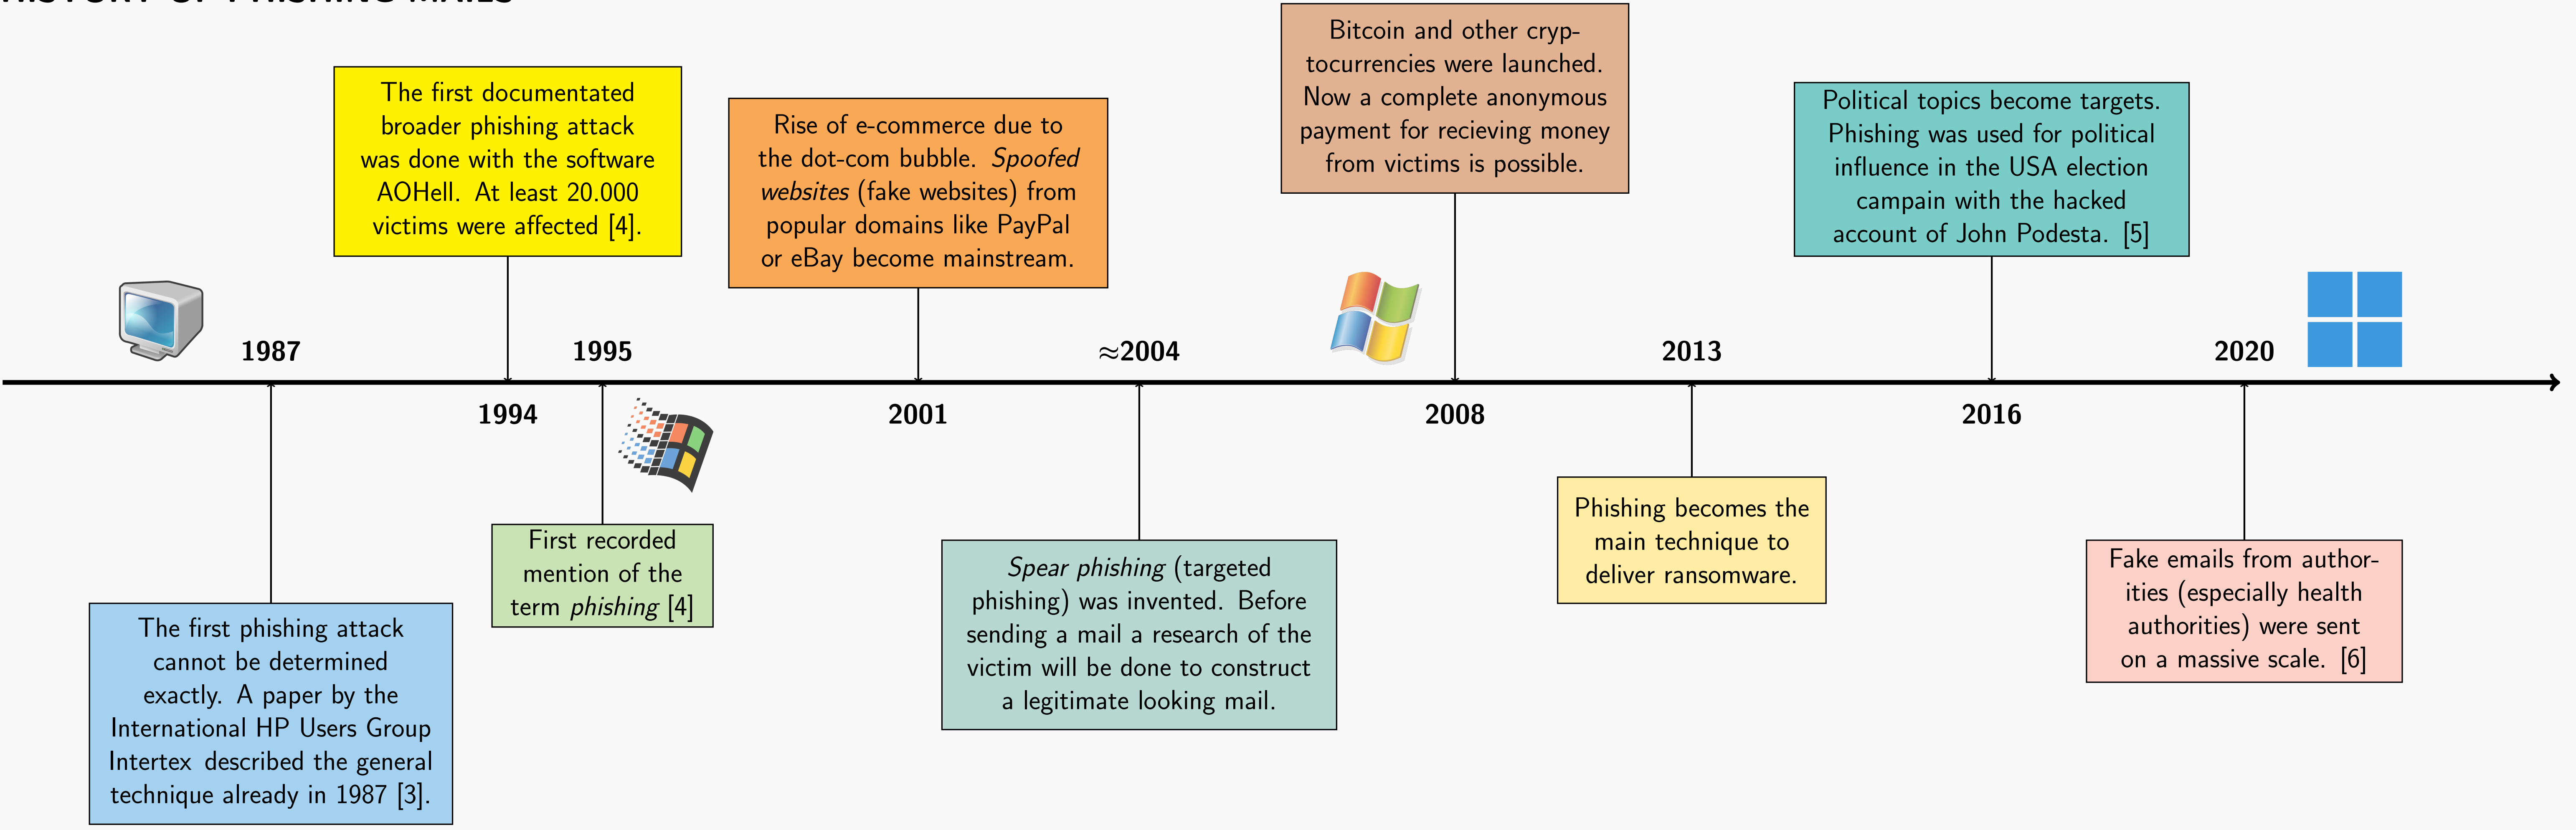 HISTORY OF PHISHING MAILS
The first documentated
broader phishing attack
was done with the software
AOHell. At least 20.000
victims were affected [4].
Rise of e-commerce due to
the dot-com bubble. Spoofed
websites (fake websites) from
popular domains like PayPal
or eBay become mainstream.
Bitcoin and other cryp-
tocurrencies were launched.
Now a complete anonymous
payment for recieving money
from victims is possible.
Political topics become targets.
Phishing was used for political
influence in the USA election
campain with the hacked
account of John Podesta. [5]
1987
1995
≈2004
2013
2020
1994
2001
2008
2016
The first phishing attack
cannot be determined
exactly. A paper by the
International HP Users Group
Intertex described the general
technique already in 1987 [3].
First recorded
mention of the
term phishing [4]
Spear phishing (targeted
phishing) was invented. Before
sending a mail a research of the
victim will be done to construct
a legitimate looking mail.
Phishing becomes the
main technique to
deliver ransomware.
Fake emails from author-
ities (especially health
authorities) were sent
on a massive scale. [6]